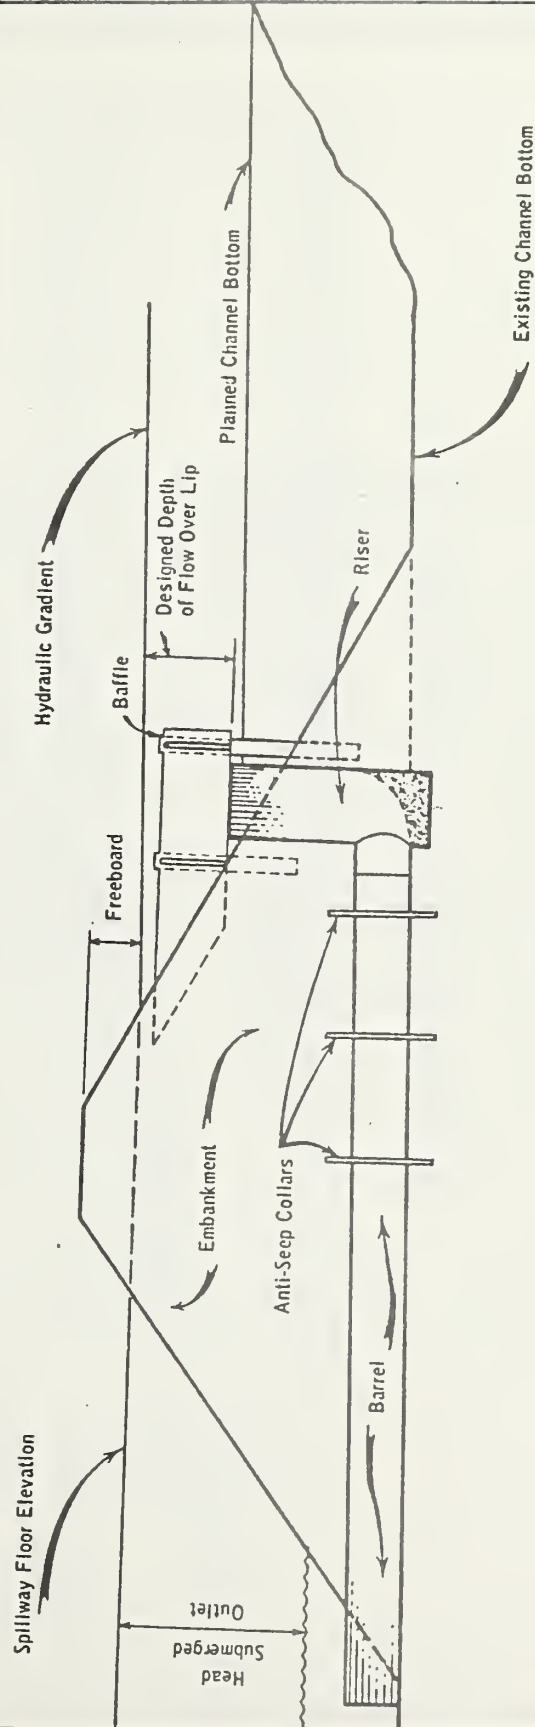 Spillway Floor Elevation
Hydraulic Gradient
Freeboard
Baffle
Designed Depth
of Flow Over Lip
Planned Channel Bottom
Head
Submerged
Outlet
Embankment
Anti-Seep Collars
Riser
Barrel
Existing Channel Bottom